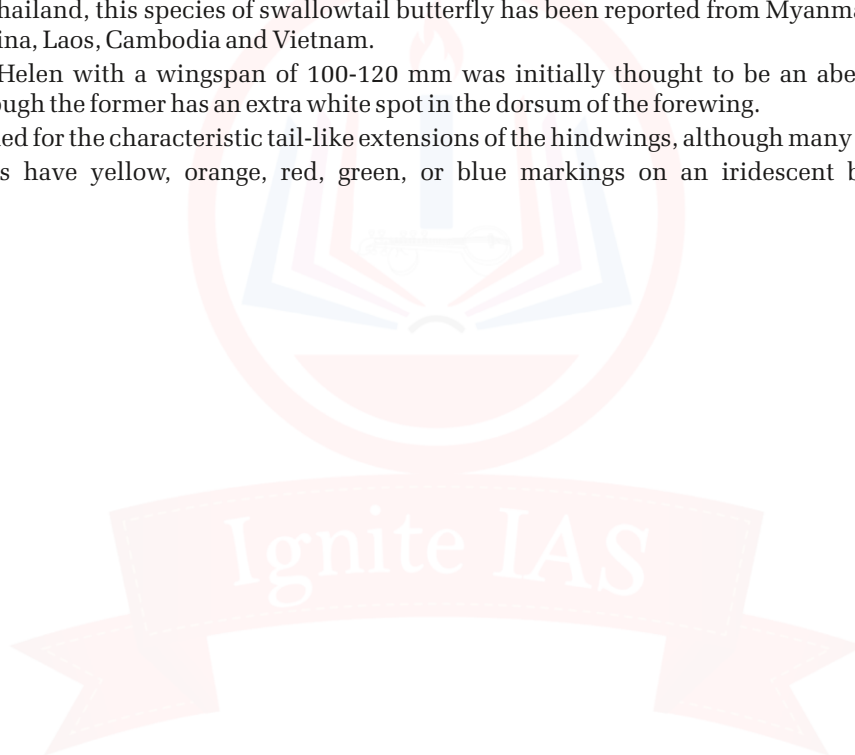 hailand, this species of swallowtail butterfly has been reported from Myanma
ina, Laos, Cambodia and Vietnam.
Helen with a wingspan of 100-120 mm was initially thought to be an abe
ough the former has an extra white spot in the dorsum of the forewing.
ed for the characteristic tail-like extensions of the hindwings, although many
s have yellow, orange, red, green, or blue markings on an iridescent b
Ignite IAS